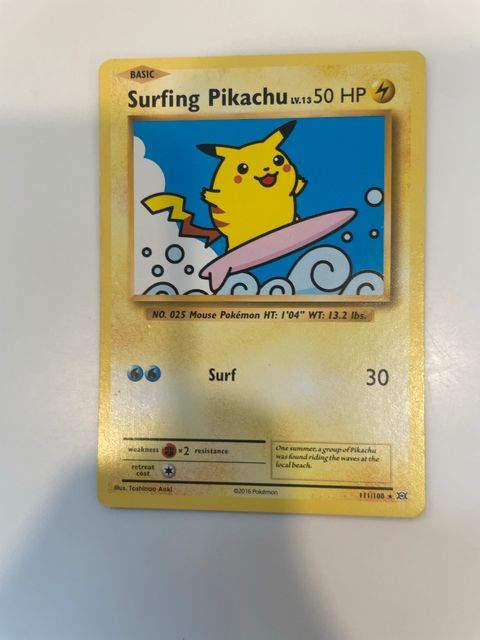 BASIC
Surfing Pikachu LV.13 50 HP
NO. 025 Mouse Pokémon HT: 1'04" WT: 13.2 lbs.
Surf 30
weakness ×2 resistance
retreat
cost
One summer, a group of Pikachu
was found riding the waves at the
local beach.
Illus. Toshinao Aoki
©2016 Pokémon
111/108 ★